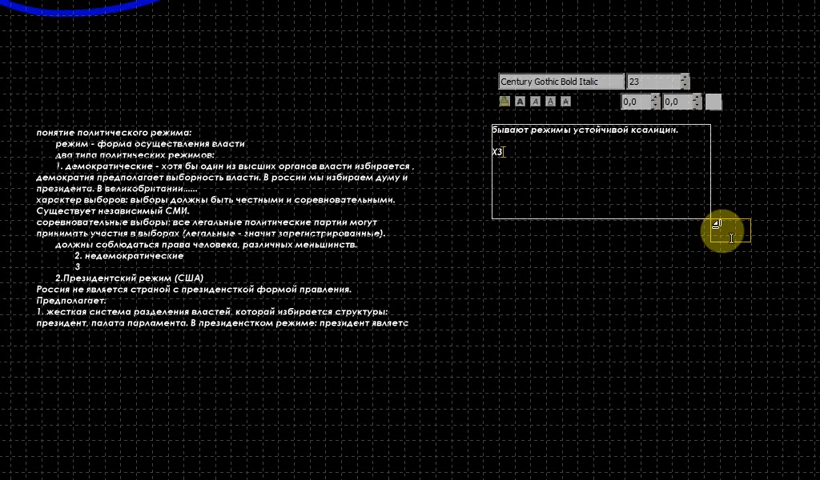 понятие политического режима:
режим - форма осуществления власти
два типа политических режимов:
1. демократические - хотя бы один из высших органов власти избирается ,
демократия предполагает выборность власти. В россии мы избираем думу и
президента. В великобритании......
характер выборов: выборы должны быть честными и соревновательными.
Существует независимый СМИ.
соревновательные выборы: все легальные политические партии могут
принимать участия в выборах (легальные - значит зарегистрированные).
должны соблюдаться права человека, различных меньшинств.
2. недемократические
3
2.Президентский режим (США)
Россия не является страной с президенсткой формой правления.
Предполагает:
1. жесткая система разделения властей, которай избирается структуры:
президент, палата парламента. В президенстком режиме: президент являетс
Century Gothic Bold Italic 23
A A A A A 0,0 0,0
бывают режимы устойчивой ксалиции.
ХЗ